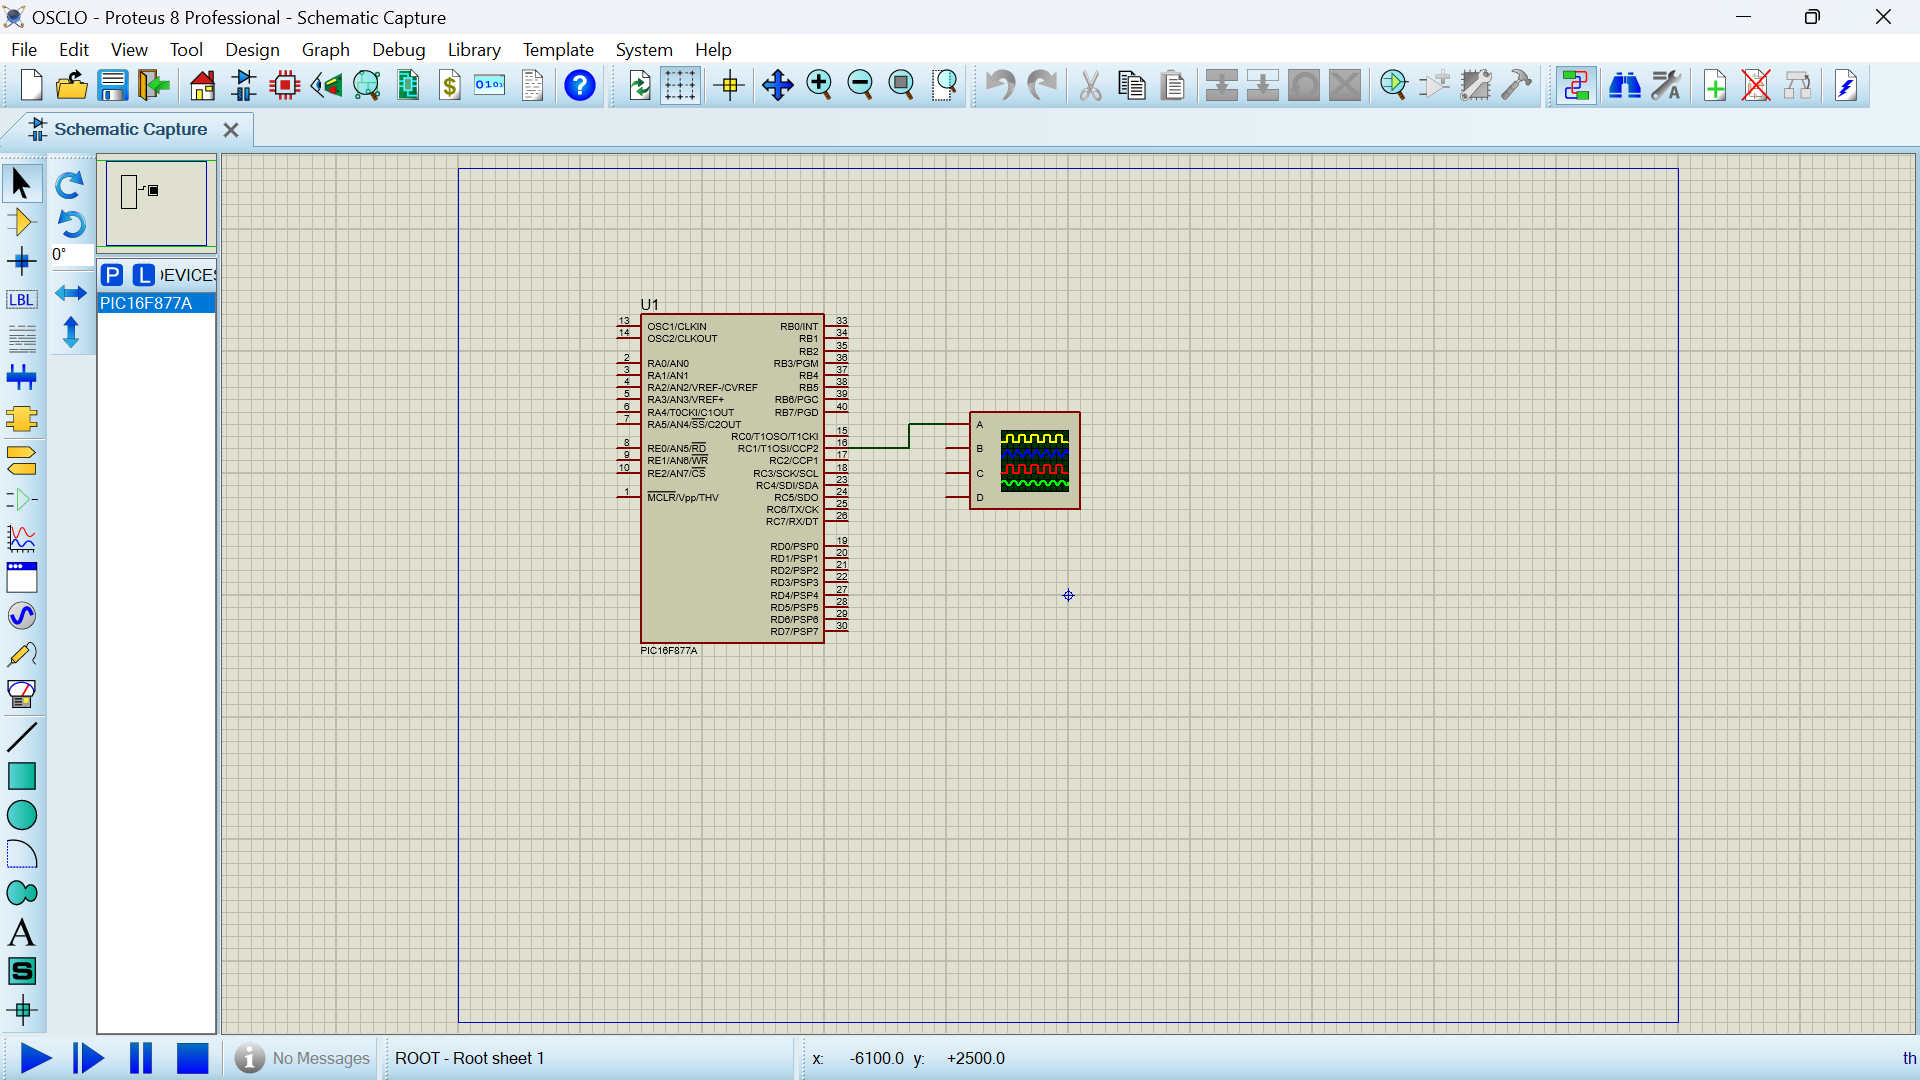 OSCLO - Proteus 8 Professional - Schematic Capture
File Edit View Tool Design Graph Debug Library Template System Help
Schematic Capture
0°
P L DEVICES
PIC16F877A
LBL
A
S
U1
13 OSC1/CLKIN RB0/INT 33
14 OSC2/CLKOUT RB1 34
RB2 35
2 RA0/AN0 RB3/PGM 36
3 RA1/AN1 RB4 37
4 RA2/AN2/VREF-/CVREF RB5 38
5 RA3/AN3/VREF+ RB6/PGC 39
6 RA4/T0CKI/C1OUT RB7/PGD 40
7 RA5/AN4/SS/C2OUT
RC0/T1OSO/T1CKI 15
8 RE0/AN5/RD RC1/T1OSI/CCP2 16
9 RE1/AN6/WR RC2/CCP1 17
10 RE2/AN7/CS RC3/SCK/SCL 18
RC4/SDI/SDA 23
1 MCLR/Vpp/THV RC5/SDO 24
RC6/TX/CK 25
RC7/RX/DT 26
RD0/PSP0 19
RD1/PSP1 20
RD2/PSP2 21
RD3/PSP3 22
RD4/PSP4 27
RD5/PSP5 28
RD6/PSP6 29
RD7/PSP7 30
PIC16F877A
A
B
C
D
No Messages ROOT - Root sheet 1 x: -6100.0 y: +2500.0 th